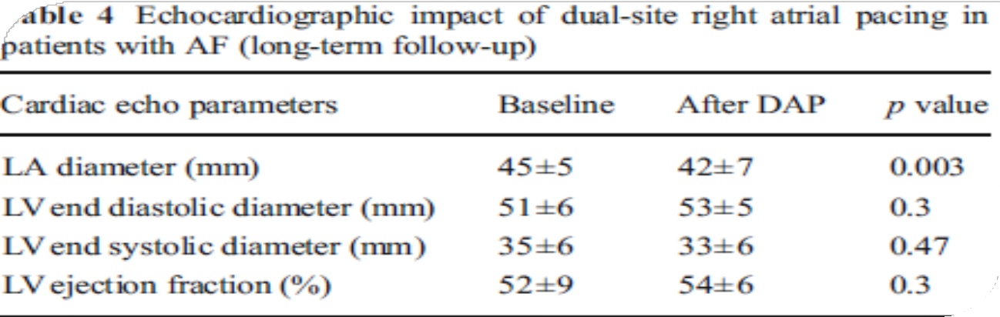 able 4 Echocardiographic impact of dual-site right atrial pacing in
patients with AF (long-term follow-up)
Cardiac echo parameters Baseline After DAP p value
LA diameter (mm) 45±5 42±7 0.003
LV end diastolic diameter (mm) 51±6 53±5 0.3
LV end systolic diameter (mm) 35±6 33±6 0.47
LV ejection fraction (%) 52±9 54±6 0.3